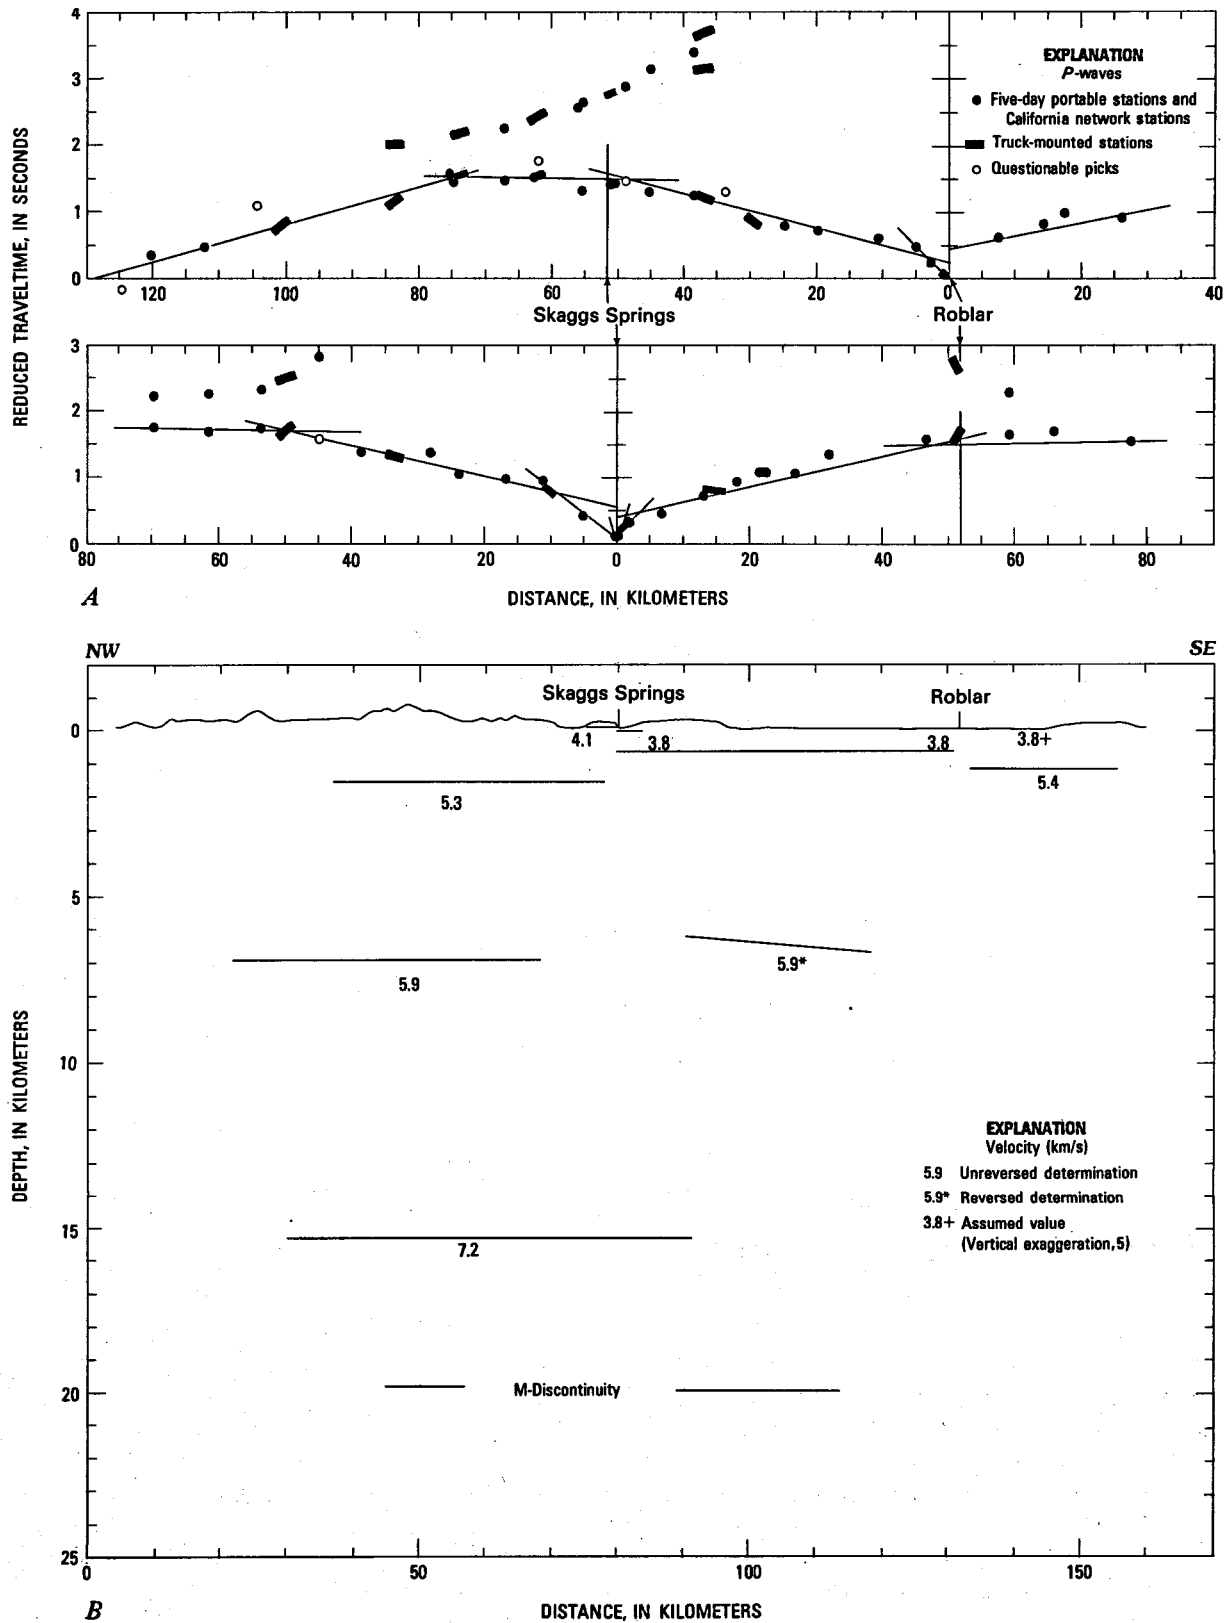 4
3
2
1
0
EXPLANATION
P-waves
Five-day portable stations and
California network stations
Truck-mounted stations
Questionable picks
120 100 80 60 40 20 0 20 40
REDUCED TRAVELTIME, IN SECONDS
Skaggs Springs Roblar
3
2
1
0
80 60 40 20 0 20 40 60 80
A DISTANCE, IN KILOMETERS
NW SE
Skaggs Springs Roblar
0
4.1 3.8 3.8 3.8+
5.3 5.4
5
5.9 5.9*
10
DEPTH, IN KILOMETERS
EXPLANATION
Velocity (km/s)
5.9 Unreversed determination
5.9* Reversed determination
3.8+ Assumed value
(Vertical exaggeration,5)
15
7.2
20
M-Discontinuity
25
0 50 100 150
B DISTANCE, IN KILOMETERS